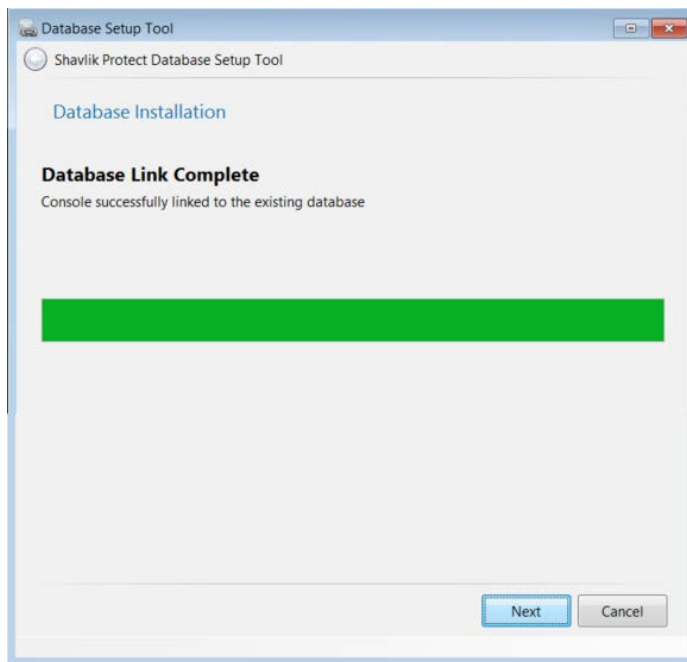 Database Setup Tool
Shavlik Protect Database Setup Tool
Database Installation
Database Link Complete
Console successfully linked to the existing database
Next
Cancel